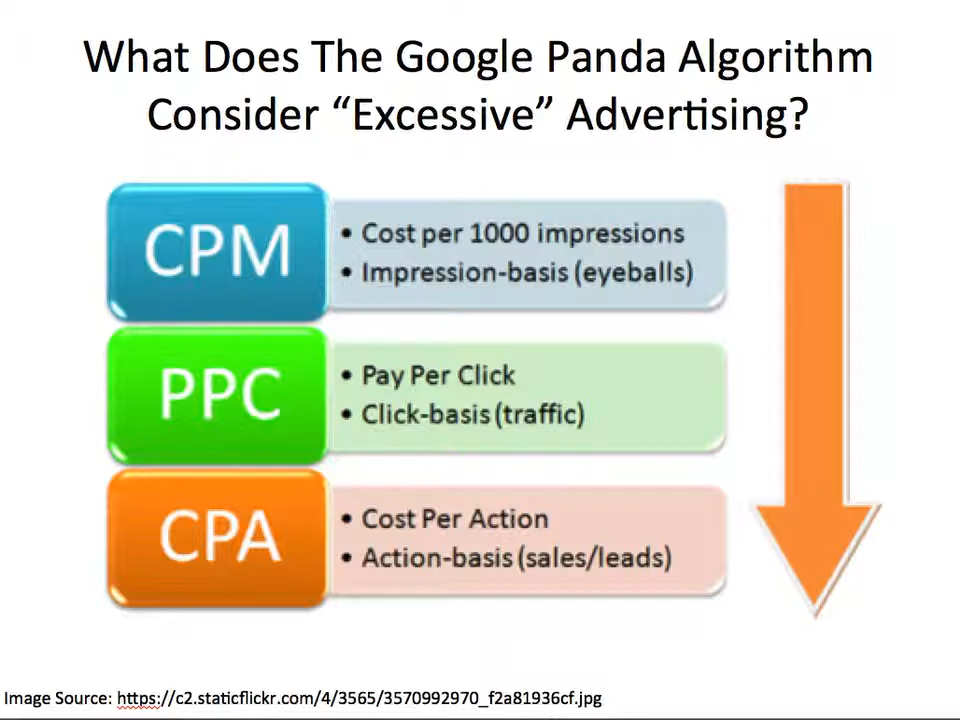 What Does The Google Panda Algorithm
Consider “Excessive” Advertising?
CPM
• Cost per 1000 impressions
• Impression-basis (eyeballs)
PPC
• Pay Per Click
• Click-basis (traffic)
CPA
• Cost Per Action
• Action-basis (sales/leads)
Image Source: https://c2.staticflickr.com/4/3565/3570992970_f2a81936cf.jpg